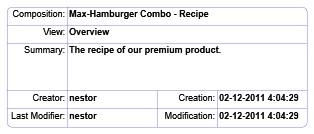 Composition: Max-Hamburger Combo - Recipe
View: Overview
Summary: The recipe of our premium product.
Creator: nestor Creation: 02-12-2011 4:04:29
Last Modifier: nestor Modification: 02-12-2011 4:04:29